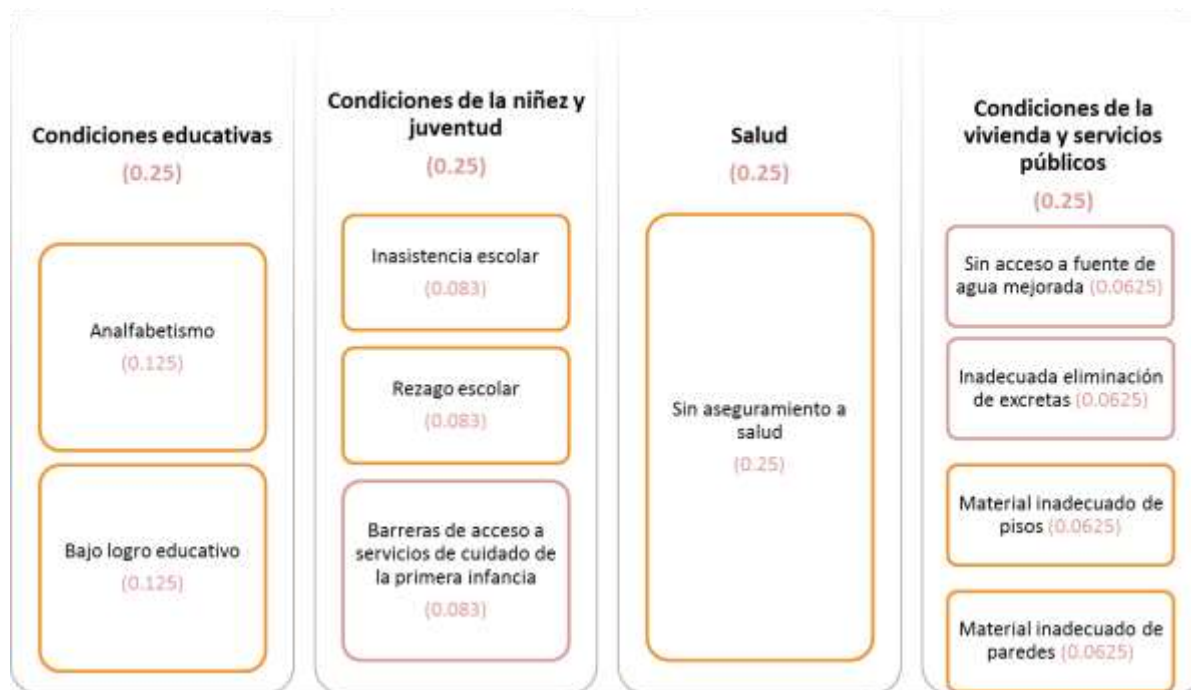 Condiciones educativas
(0.25)
Analfabetismo
(0.125)
Bajo logro educativo
(0.125)
Condiciones de la niñez y
juventud
(0.25)
Inasistencia escolar
(0.083)
Rezago escolar
(0.083)
Barreras de acceso a
servicios de cuidado de
la primera infancia
(0.083)
Salud
(0.25)
Sin aseguramiento a
salud
(0.25)
Condiciones de la
vivienda y servicios
públicos
(0.25)
Sin acceso a fuente de
agua mejorada (0.0625)
Inadecuada eliminación
de excretas (0.0625)
Material inadecuado de
pisos (0.0625)
Material inadecuado de
paredes (0.0625)